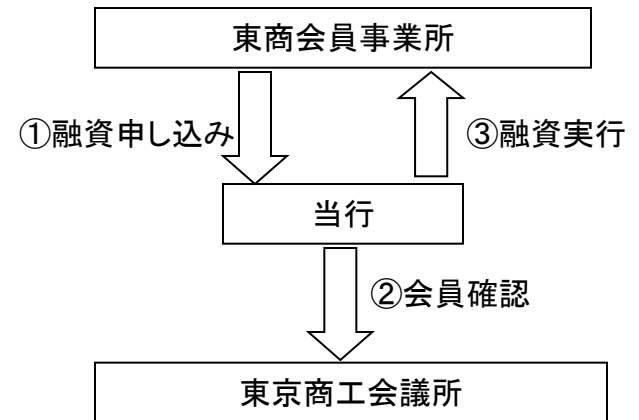 東商会員事業所
①融資申し込み
③融資実行
当行
②会員確認
東京商工会議所